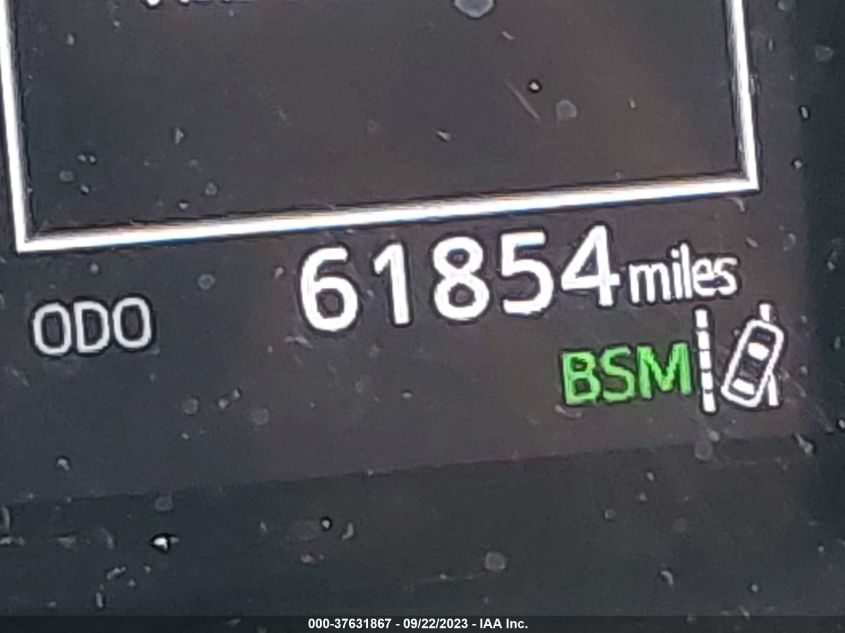 61854 miles
ODO
BSM
000-37631867 - 09/22/2023 - IAA Inc.